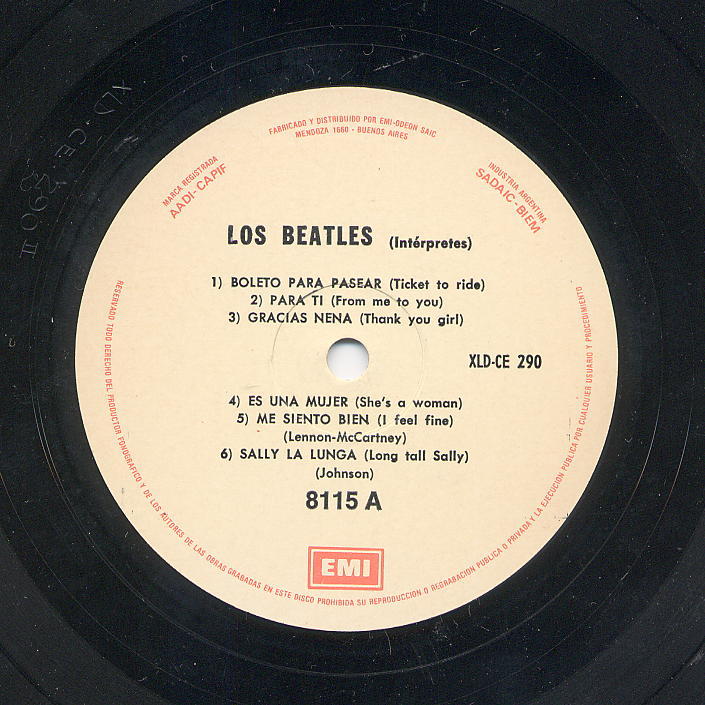 FABRICADO Y DISTRIBUIDO POR EMI-ODEON SAIC
MENDOZA 1660 - BUENOS AIRES
MARCA REGISTRADA
AADI-CAPIF
INDUSTRIA ARGENTINA
SADAIC - BIEM
XLD-CE 290 II
LOS BEATLES (Intérpretes)
1) BOLETO PARA PASEAR (Ticket to ride)
2) PARA TI (From me to you)
3) GRACIAS NENA (Thank you girl)
XLD-CE 290
4) ES UNA MUJER (She's a woman)
5) ME SIENTO BIEN (I feel fine)
(Lennon-McCartney)
6) SALLY LA LUNGA (Long tall Sally)
(Johnson)
8115 A
EMI
RESERVADO TODO DERECHO DEL PRODUCTOR FONOGRAFICO Y DE LOS AUTORES DE LAS OBRAS GRABADAS EN ESTE DISCO PROHIBIDA SU REPRODUCCION O REGRABACION PUBLICA O PRIVADA Y LA EJECUCION PUBLICA POR CUALQUIER USUARIO Y PROCEDIMIENTO